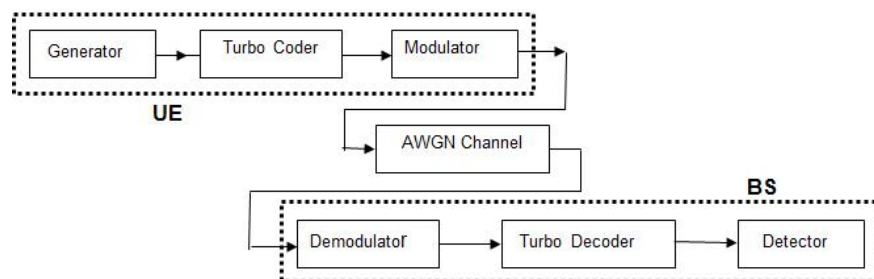 Generator
Turbo Coder
Modulator
UE
AWGN Channel
BS
Demodulator
Turbo Decoder
Detector